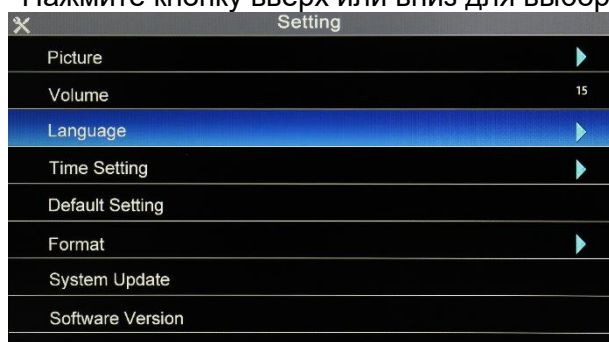 Нажмите кнопку вверх или вниз для выбор
Setting
Picture
Volume 15
Language
Time Setting
Default Setting
Format
System Update
Software Version